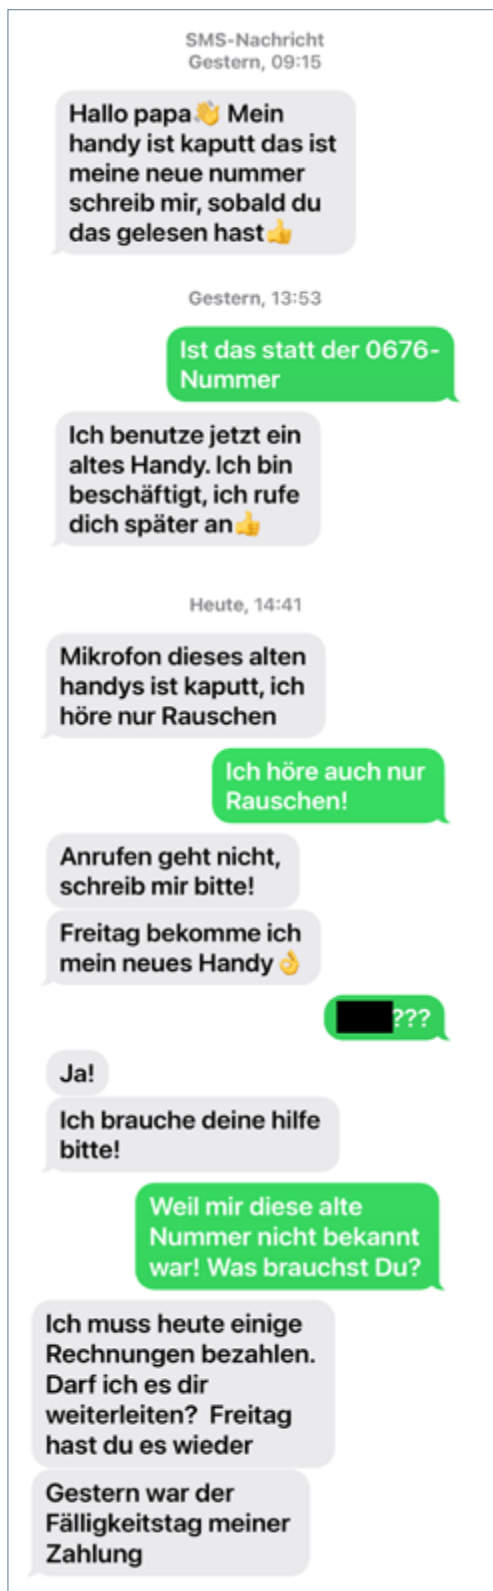 SMS-Nachricht
Gestern, 09:15
Hallo papa👋 Mein
handy ist kaputt das ist
meine neue nummer
schreib mir, sobald du
das gelesen hast👍
Gestern, 13:53
Ist das statt der 0676-
Nummer
Ich benutze jetzt ein
altes Handy. Ich bin
beschäftigt, ich rufe
dich später an👍
Heute, 14:41
Mikrofon dieses alten
handys ist kaputt, ich
höre nur Rauschen
Ich höre auch nur
Rauschen!
Anrufen geht nicht,
schreib mir bitte!
Freitag bekomme ich
mein neues Handy👌
???
Ja!
Ich brauche deine hilfe
bitte!
Weil mir diese alte
Nummer nicht bekannt
war! Was brauchst Du?
Ich muss heute einige
Rechnungen bezahlen.
Darf ich es dir
weiterleiten?  Freitag
hast du es wieder
Gestern war der
Fälligkeitstag meiner
Zahlung